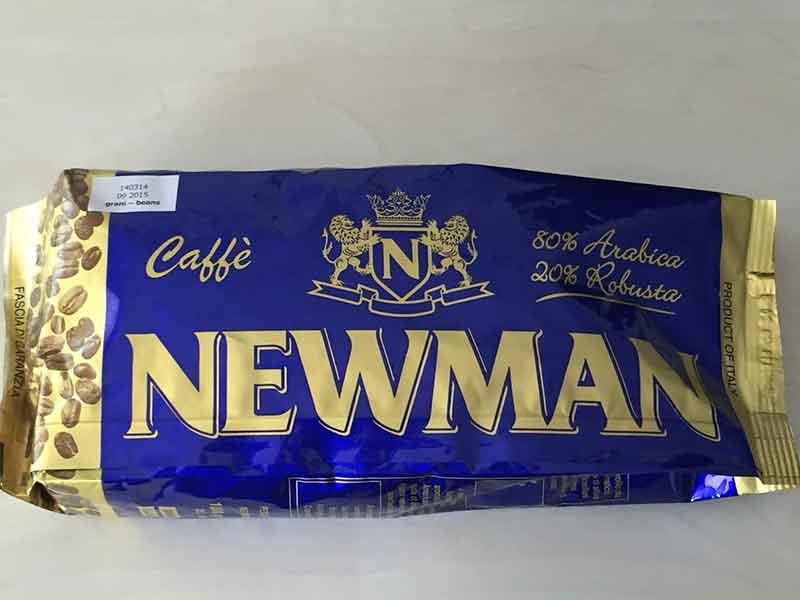 140314
09 2015
grani – beans
Caffè
N
80% Arabica
20% Robusta
NEWMAN
FASCIA DI GARANZIA
PRODUCT OF ITALY